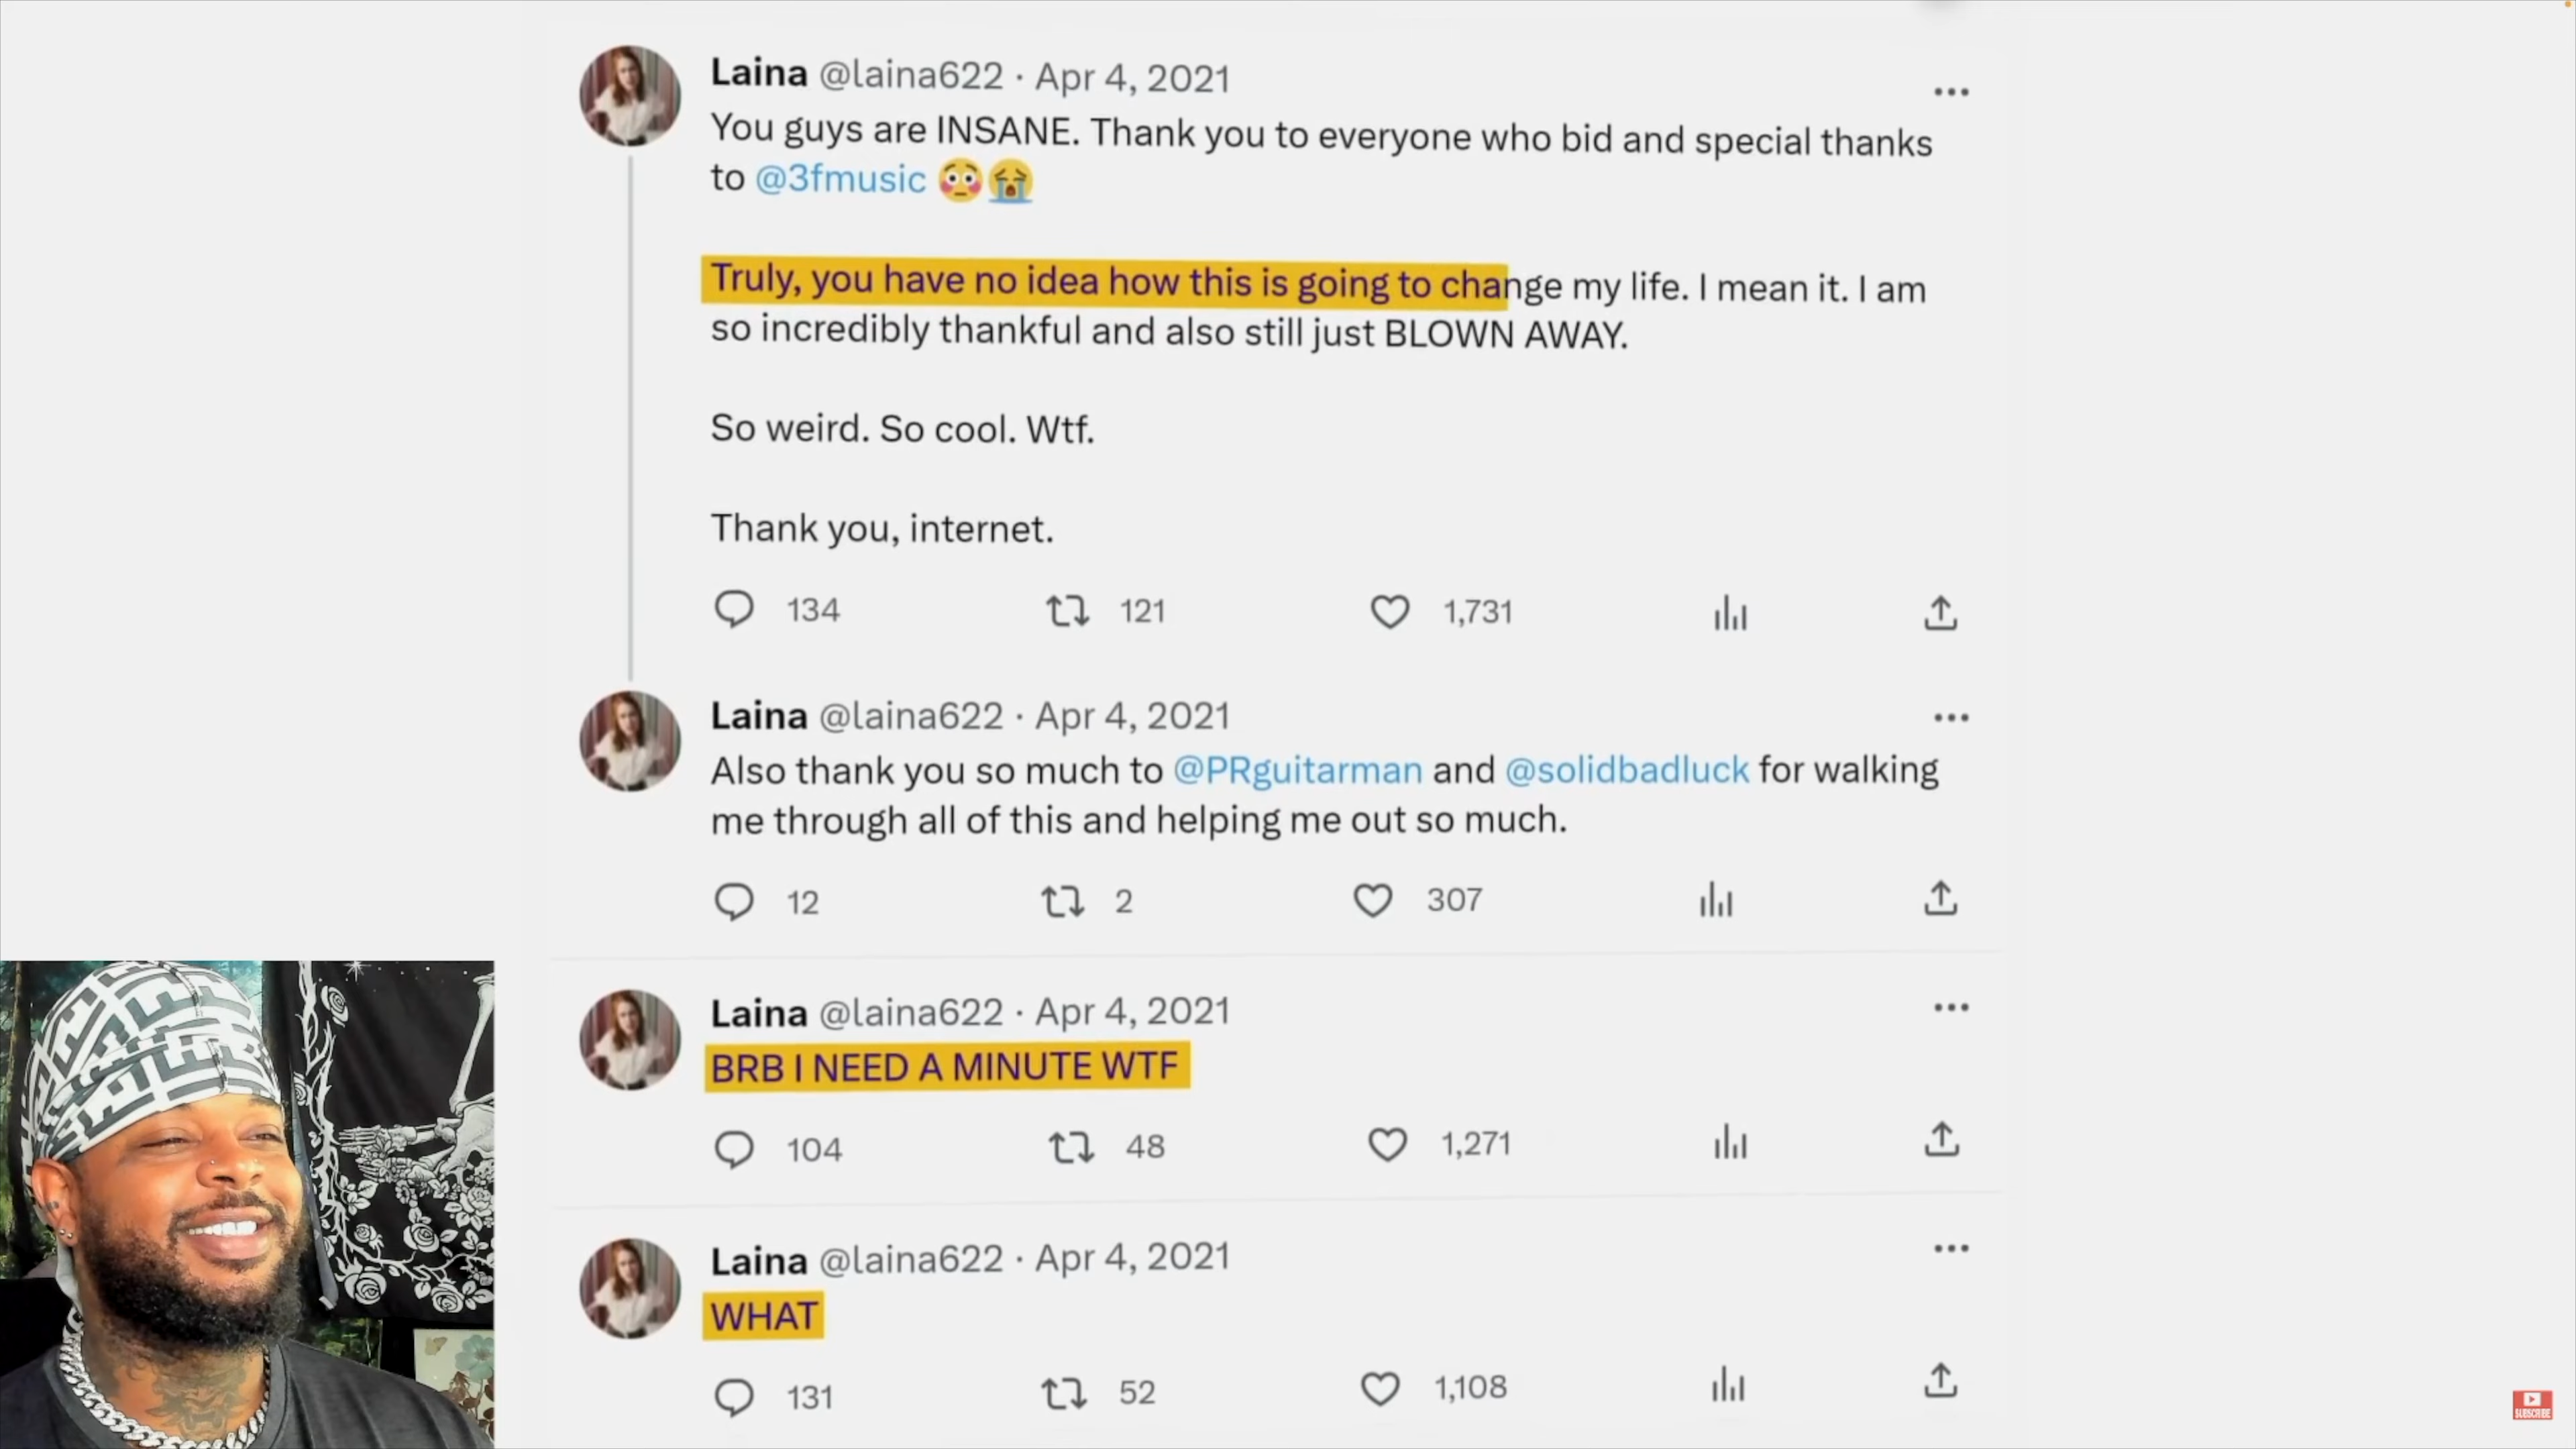 Laina @laina622 · Apr 4, 2021
You guys are INSANE. Thank you to everyone who bid and special thanks
to @3fmusic 😳😭
Truly, you have no idea how this is going to change my life. I mean it. I am
so incredibly thankful and also still just BLOWN AWAY.
So weird. So cool. Wtf.
Thank you, internet.
134 121 1,731
Laina @laina622 · Apr 4, 2021
Also thank you so much to @PRguitarman and @solidbadluck for walking
me through all of this and helping me out so much.
12 2 307
Laina @laina622 · Apr 4, 2021
BRB I NEED A MINUTE WTF
104 48 1,271
Laina @laina622 · Apr 4, 2021
WHAT
131 52 1,108
SUBSCRIBE